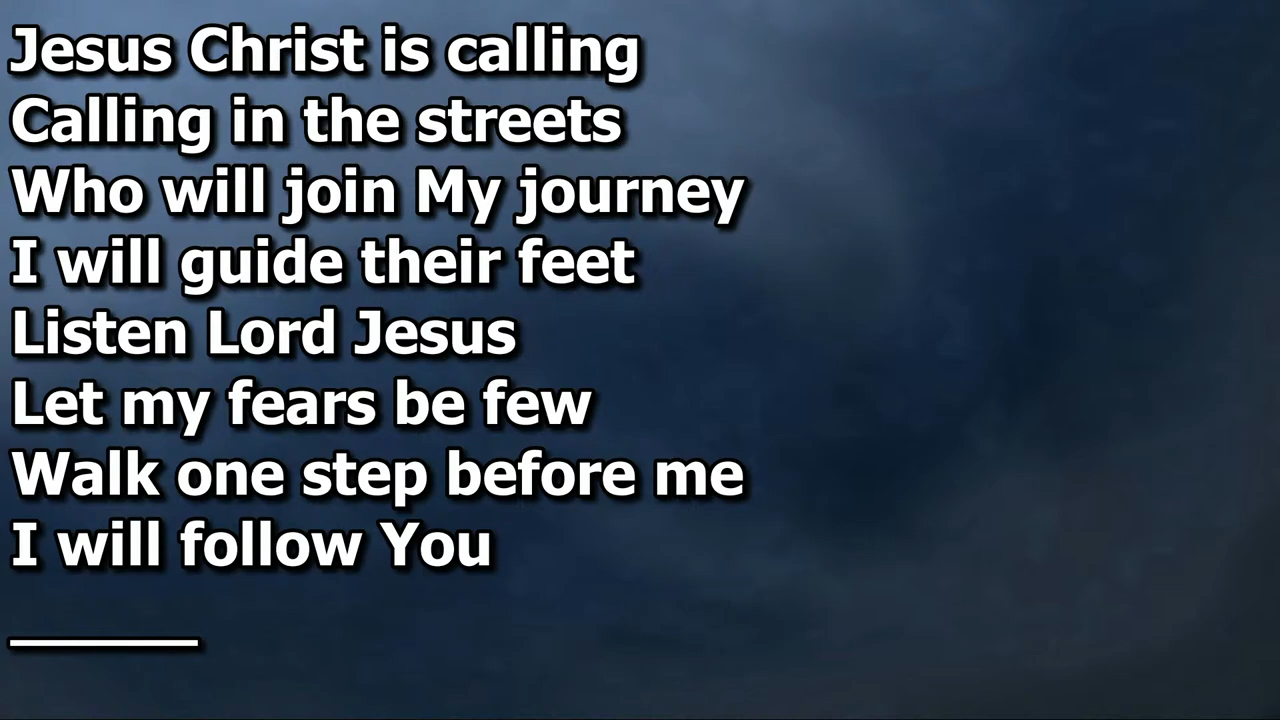 Jesus Christ is calling
Calling in the streets
Who will join My journey
I will guide their feet
Listen Lord Jesus
Let my fears be few
Walk one step before me
I will follow You